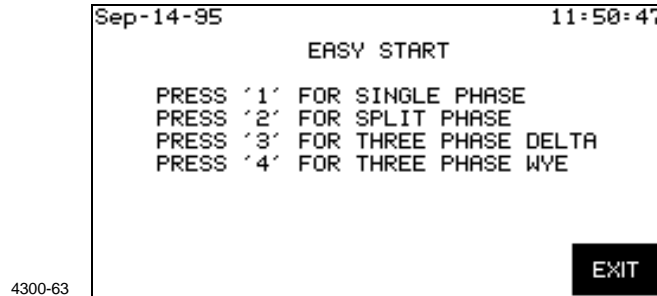 Sep-14-95 11:50:47
EASY START
PRESS ´1´ FOR SINGLE PHASE
PRESS ´2´ FOR SPLIT PHASE
PRESS ´3´ FOR THREE PHASE DELTA
PRESS ´4´ FOR THREE PHASE WYE
EXIT
4300-63